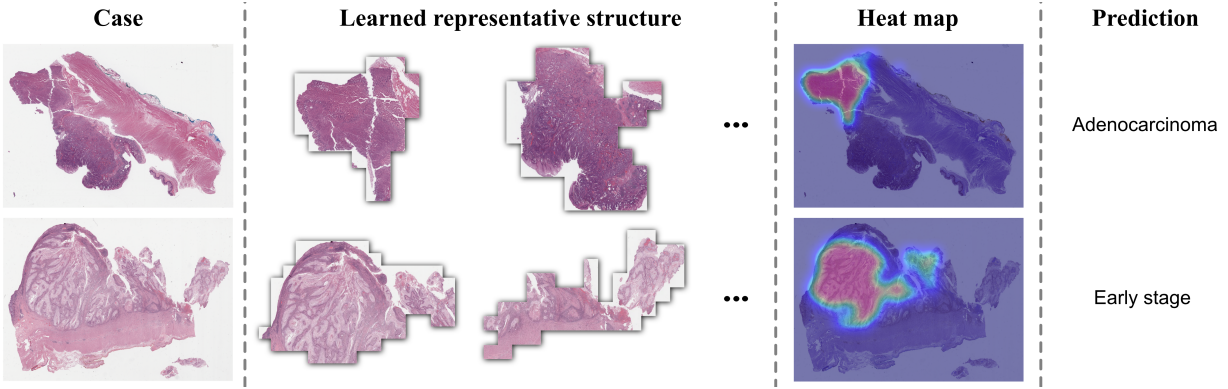 Case
Learned representative structure
Heat map
Prediction
...
Adenocarcinoma
...
Early stage